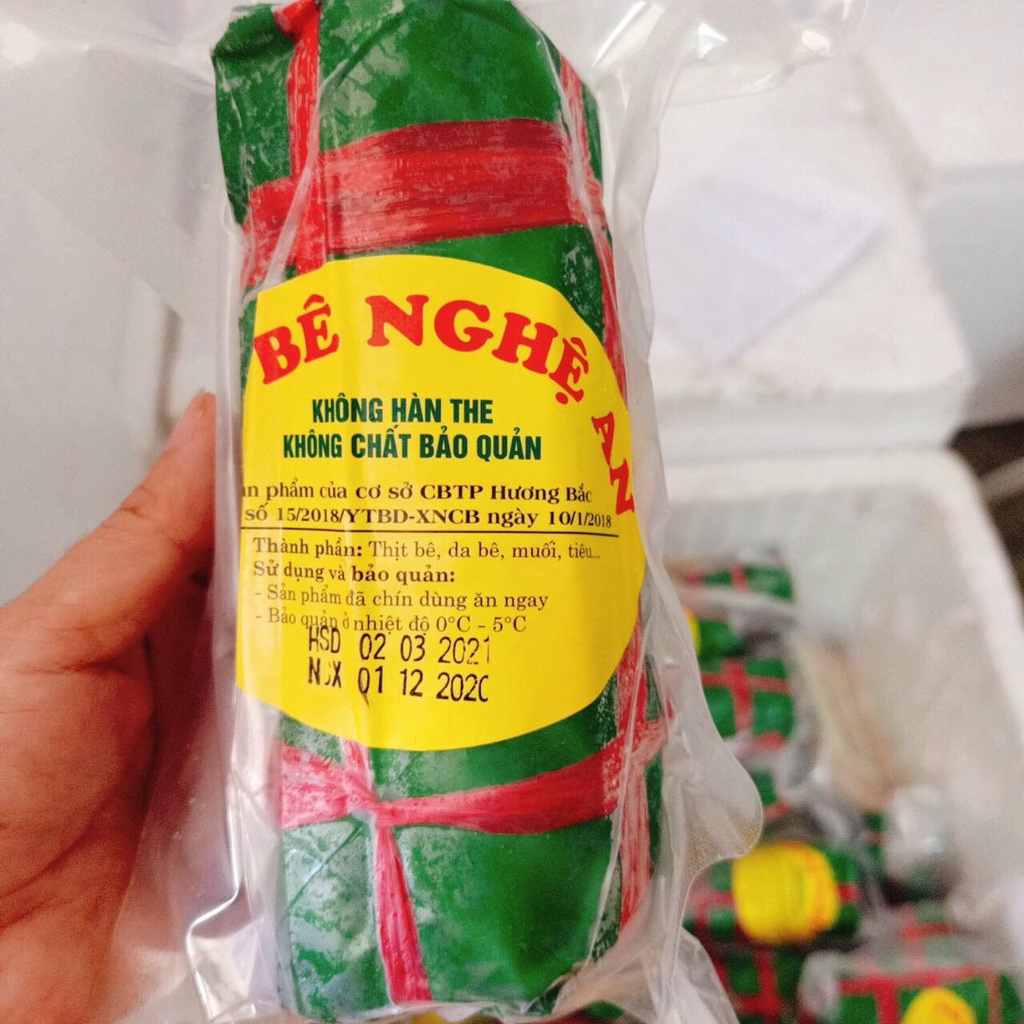 BÊ NGHỆ AN
KHÔNG HÀN THE
KHÔNG CHẤT BẢO QUẢN
phẩm của cơ sở CBTP Hương Bắc
số 15/2018/YTBD-XNCB ngày 10/1/2018
Thành phần: Thịt bê, da bê, muối, tiêu...
Sử dụng và bảo quản:
- Sản phẩm đã chín dùng ăn ngay
- Bảo quản ở nhiệt độ 0°C - 5°C
HSD 02 03 2021
NSX 01 12 2020